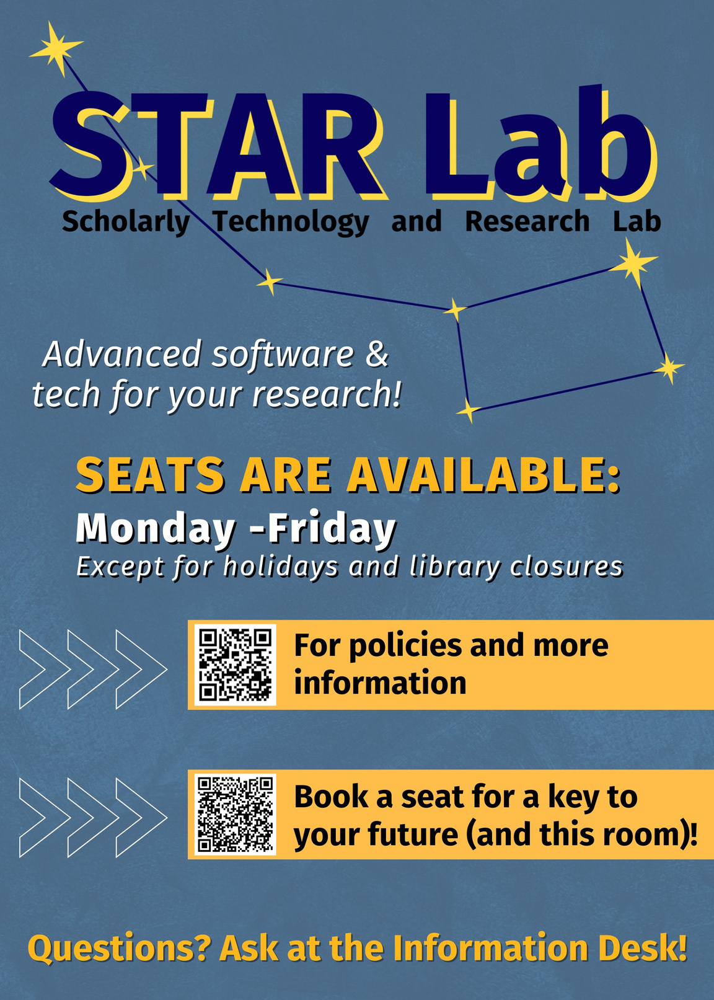 STAR Lab
Scholarly Technology and Research Lab
Advanced software &
tech for your research!
SEATS ARE AVAILABLE:
Monday -Friday
Except for holidays and library closures
For policies and more
information
Book a seat for a key to
your future (and this room)!
Questions? Ask at the Information Desk!